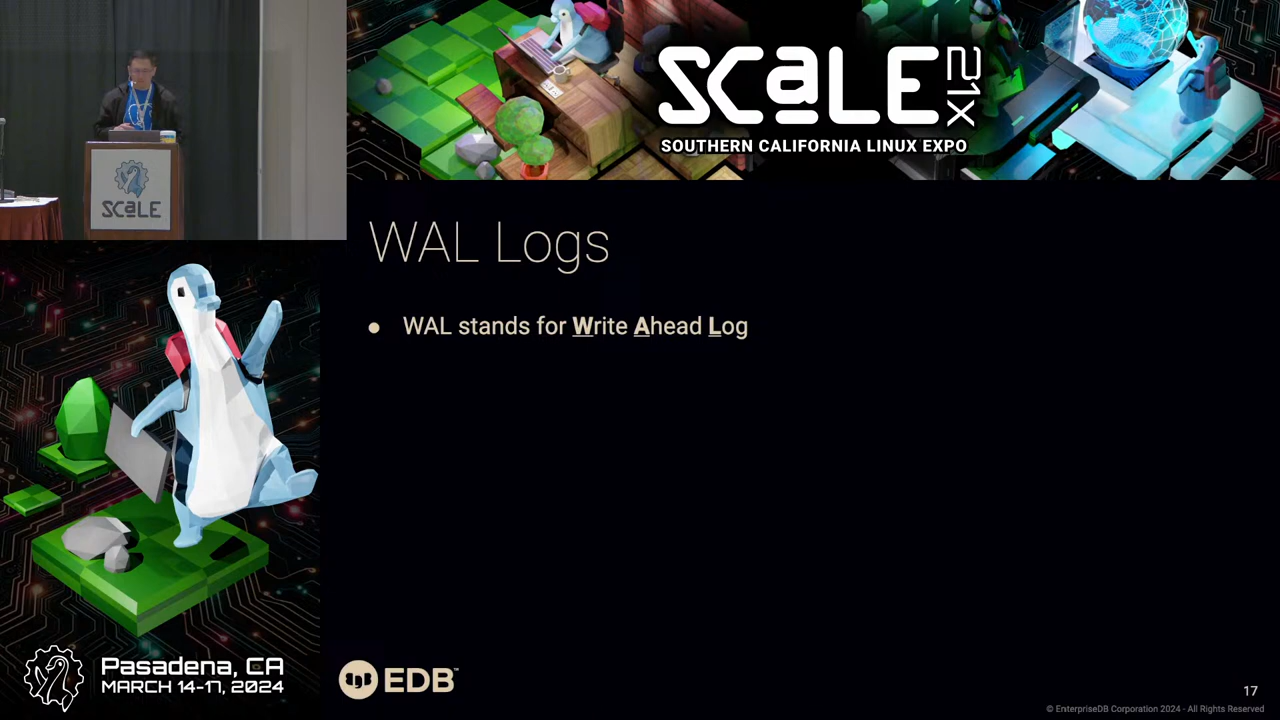 SCaLE 21X
SOUTHERN CALIFORNIA LINUX EXPO
SCaLE
WAL Logs
● WAL stands for Write Ahead Log
Pasadena, CA
MARCH 14-17, 2024
EDB™
17
© EnterpriseDB Corporation 2024 - All Rights Reserved